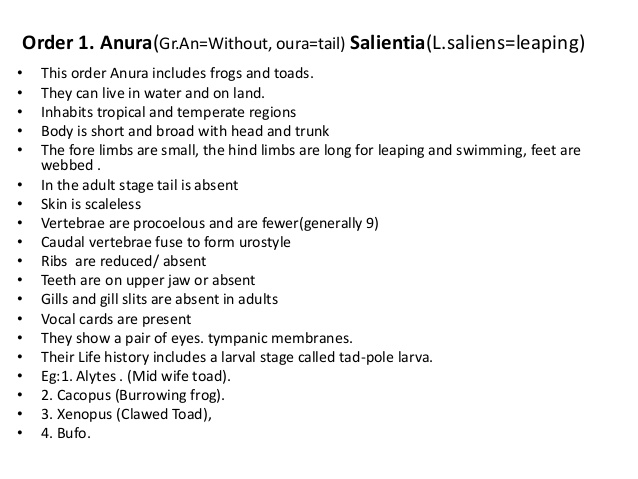 Order 1. Anura(Gr.An=Without, oura=tail) Salientia(L.saliens=leaping)
• This order Anura includes frogs and toads.
• They can live in water and on land.
• Inhabits tropical and temperate regions
• Body is short and broad with head and trunk
• The fore limbs are small, the hind limbs are long for leaping and swimming, feet are
webbed .
• In the adult stage tail is absent
• Skin is scaleless
• Vertebrae are procoelous and are fewer(generally 9)
• Caudal vertebrae fuse to form urostyle
• Ribs are reduced/ absent
• Teeth are on upper jaw or absent
• Gills and gill slits are absent in adults
• Vocal cards are present
• They show a pair of eyes. tympanic membranes.
• Their Life history includes a larval stage called tad-pole larva.
• Eg:1. Alytes . (Mid wife toad).
• 2. Cacopus (Burrowing frog).
• 3. Xenopus (Clawed Toad),
• 4. Bufo.